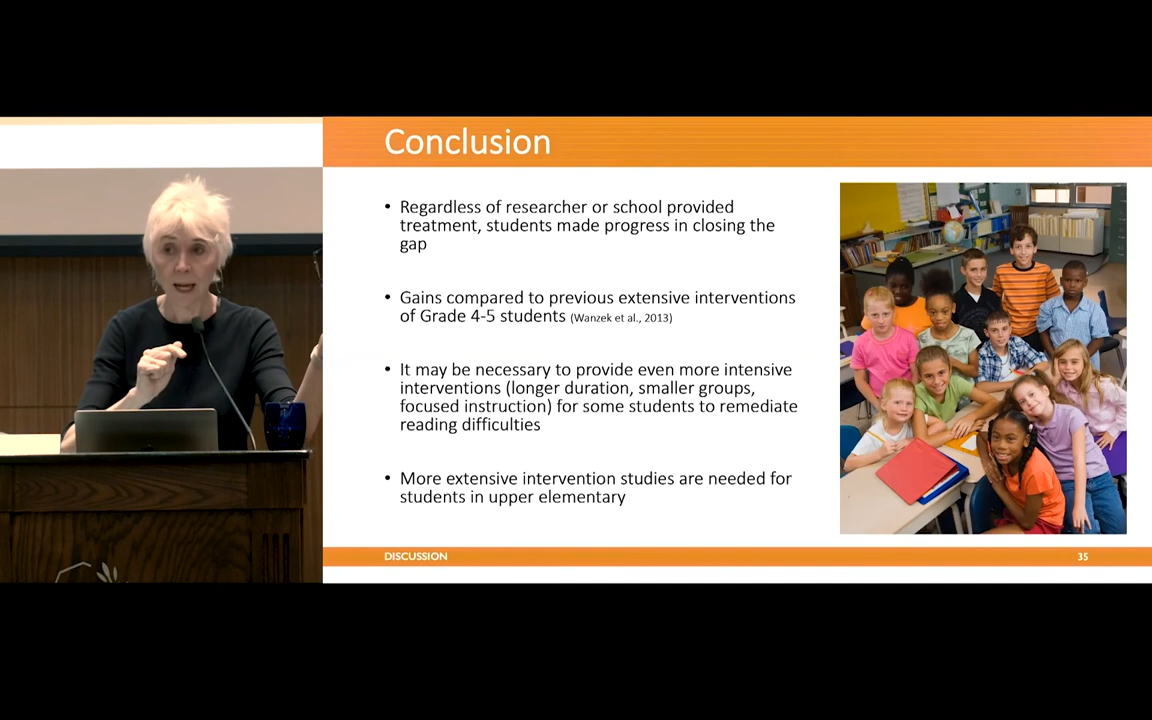 Conclusion
• Regardless of researcher or school provided
treatment, students made progress in closing the
gap
• Gains compared to previous extensive interventions
of Grade 4-5 students (Wanzek et al., 2013)
• It may be necessary to provide even more intensive
interventions (longer duration, smaller groups,
focused instruction) for some students to remediate
reading difficulties
• More extensive intervention studies are needed for
students in upper elementary
DISCUSSION
35